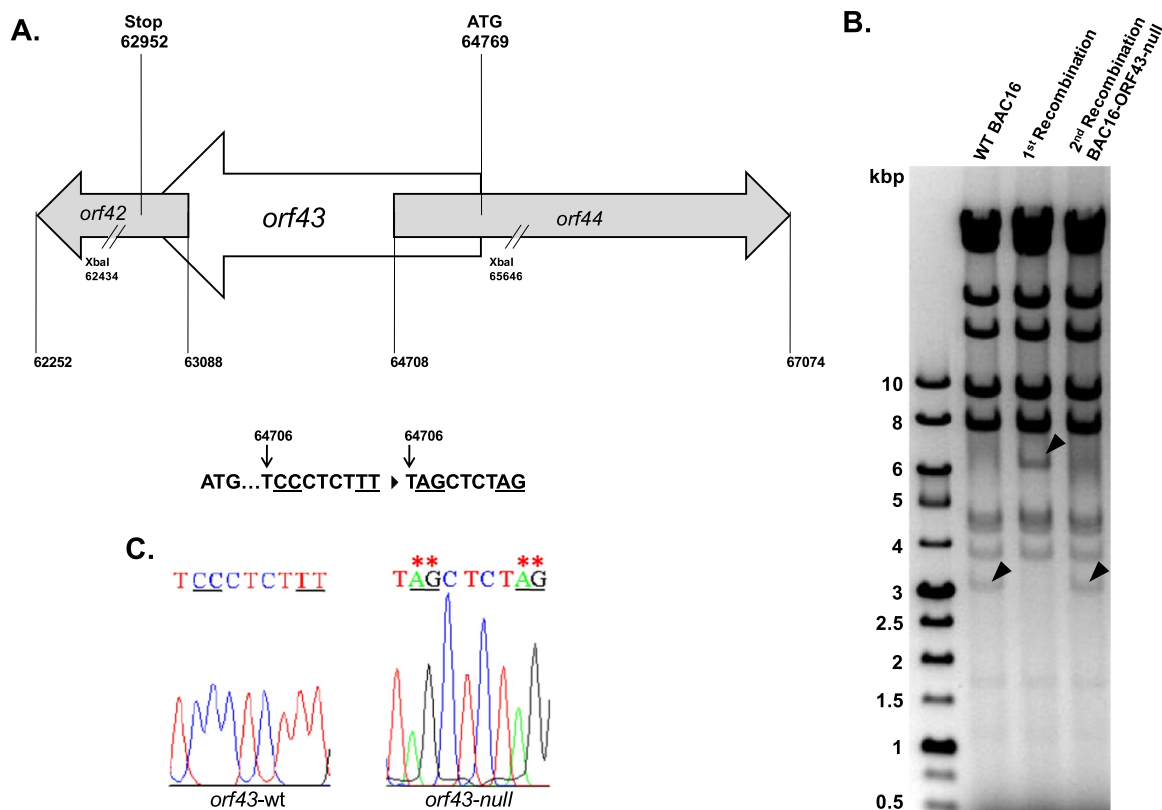 A.
Stop
62952
ATG
64769
orf42
orf43
orf44
XbaI
62434
XbaI
65646
62252
63088
64708
67074
64706
64706
ATG...TCCCTCTTT
TAGCTCTAG
B.
WT BAC16
1st Recombination
2nd Recombination
BAC16-ORF43-null
kbp
10
8
6
5
4
3
2.5
2
1.5
1
0.5
C.
**
**
TCCCTCTTT
TAGCTCTAG
orf43-wt
orf43-null